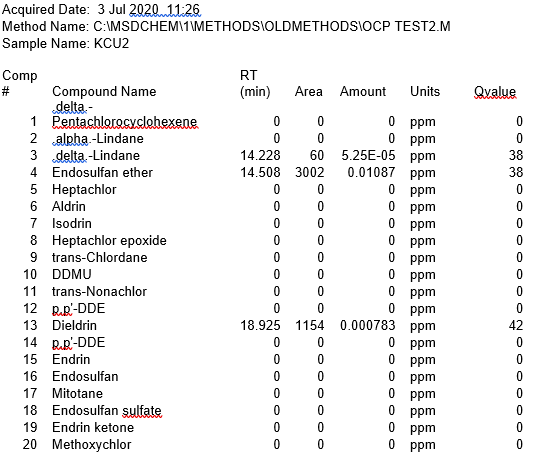 Acquired Date:  3 Jul 2020  11:26
Method Name: C:\MSDCHEM\1\METHODS\OLDMETHODS\OCP TEST2.M
Sample Name: KCU2
Comp RT
# Compound Name (min) Area Amount Units Qvalue
delta.-
1 Pentachlorocyclohexene 0 0 0 ppm 0
2 .alpha.-Lindane 0 0 0 ppm 0
3 .delta.-Lindane 14.228 60 5.25E-05 ppm 38
4 Endosulfan ether 14.508 3002 0.01087 ppm 38
5 Heptachlor 0 0 0 ppm 0
6 Aldrin 0 0 0 ppm 0
7 Isodrin 0 0 0 ppm 0
8 Heptachlor epoxide 0 0 0 ppm 0
9 trans-Chlordane 0 0 0 ppm 0
10 DDMU 0 0 0 ppm 0
11 trans-Nonachlor 0 0 0 ppm 0
12 p,p'-DDE 0 0 0 ppm 0
13 Dieldrin 18.925 1154 0.000783 ppm 42
14 p,p'-DDE 0 0 0 ppm 0
15 Endrin 0 0 0 ppm 0
16 Endosulfan 0 0 0 ppm 0
17 Mitotane 0 0 0 ppm 0
18 Endosulfan sulfate 0 0 0 ppm 0
19 Endrin ketone 0 0 0 ppm 0
20 Methoxychlor 0 0 0 ppm 0